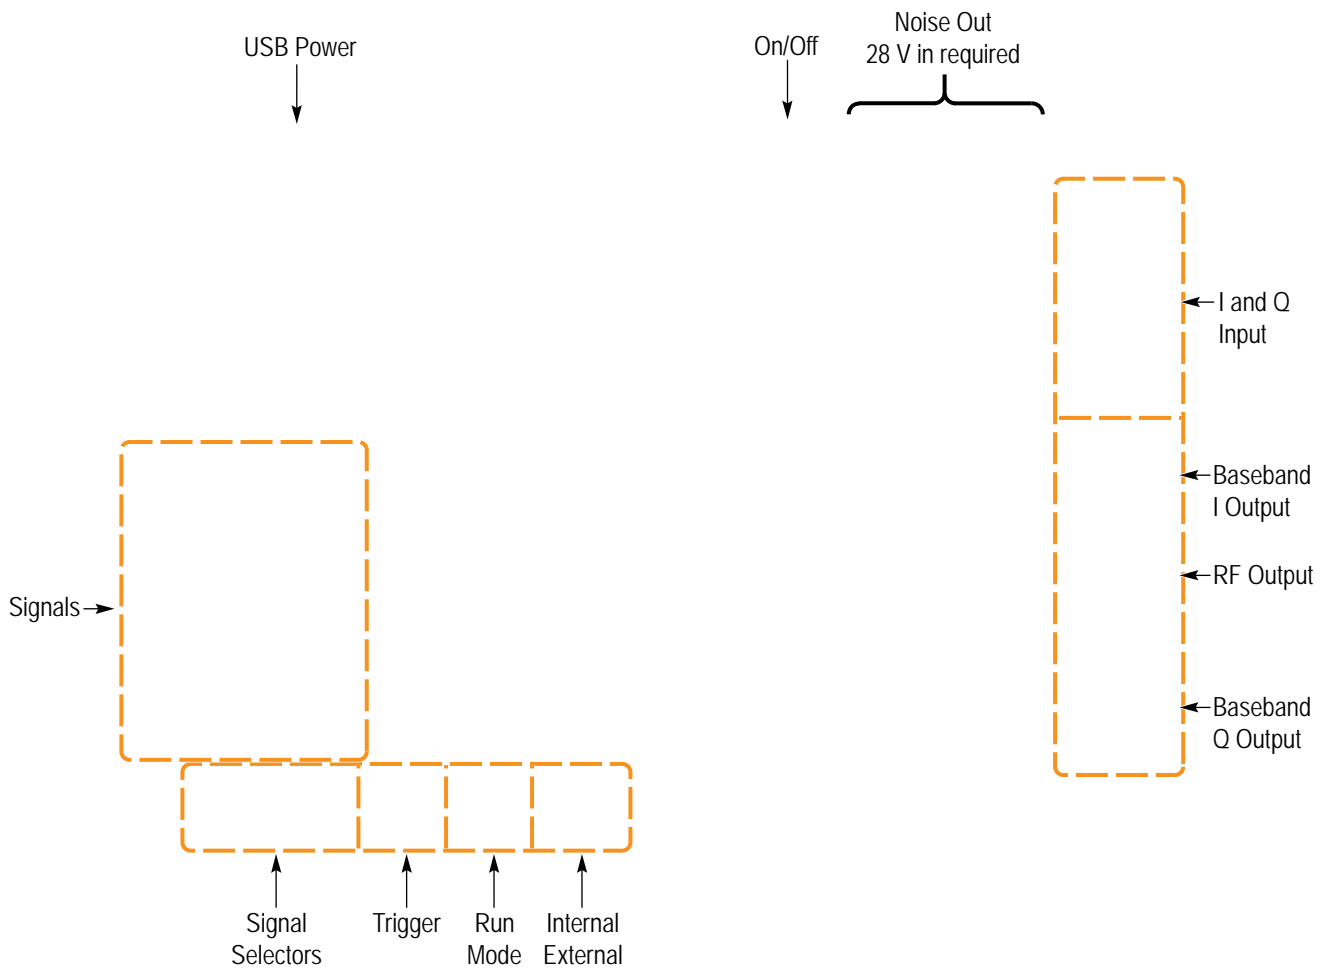 Noise Out
USB Power
On/Off
28 V in required
I and Q
Input
Baseband
I Output
RF Output
Signals
Baseband
Q Output
Signal
Selectors
Trigger
Run
Mode
Internal
External